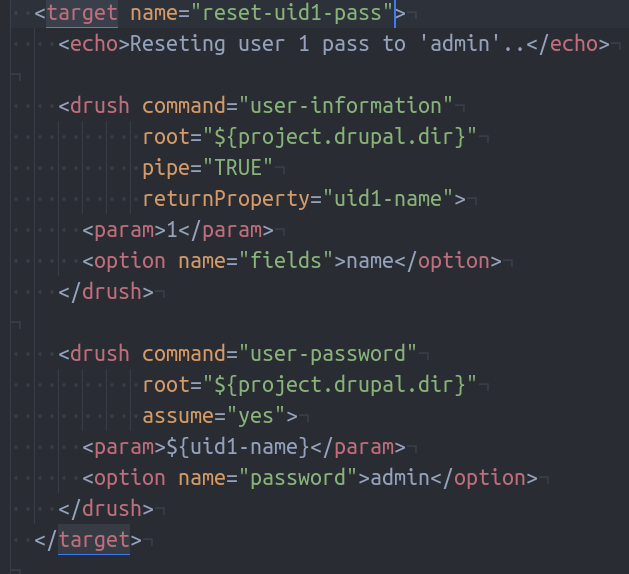 <target name="reset-uid1-pass">
<echo>Reseting user 1 pass to 'admin'..</echo>
<drush command="user-information"
root="${project.drupal.dir}"
pipe="TRUE"
returnProperty="uid1-name">
<param>1</param>
<option name="fields">name</option>
</drush>
<drush command="user-password"
root="${project.drupal.dir}"
assume="yes">
<param>${uid1-name}</param>
<option name="password">admin</option>
</drush>
</target>